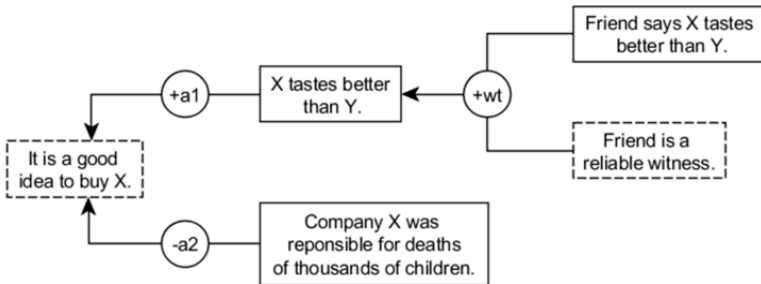 Friend says X tastes
better than Y.
+a1
X tastes better
than Y.
+wt
It is a good
idea to buy X.
Friend is a
reliable witness.
-a2
Company X was
reponsible for deaths
of thousands of children.